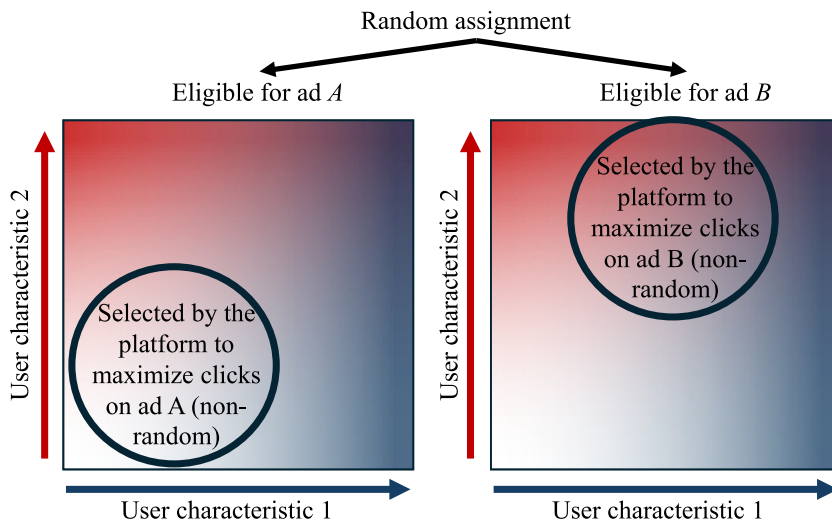 Random assignment
Eligible for ad A
Eligible for ad B
User characteristic 2
Selected by the
platform to
maximize clicks
on ad A (non-
random)
User characteristic 1
User characteristic 2
Selected by the
platform to
maximize clicks
on ad B (non-
random)
User characteristic 1